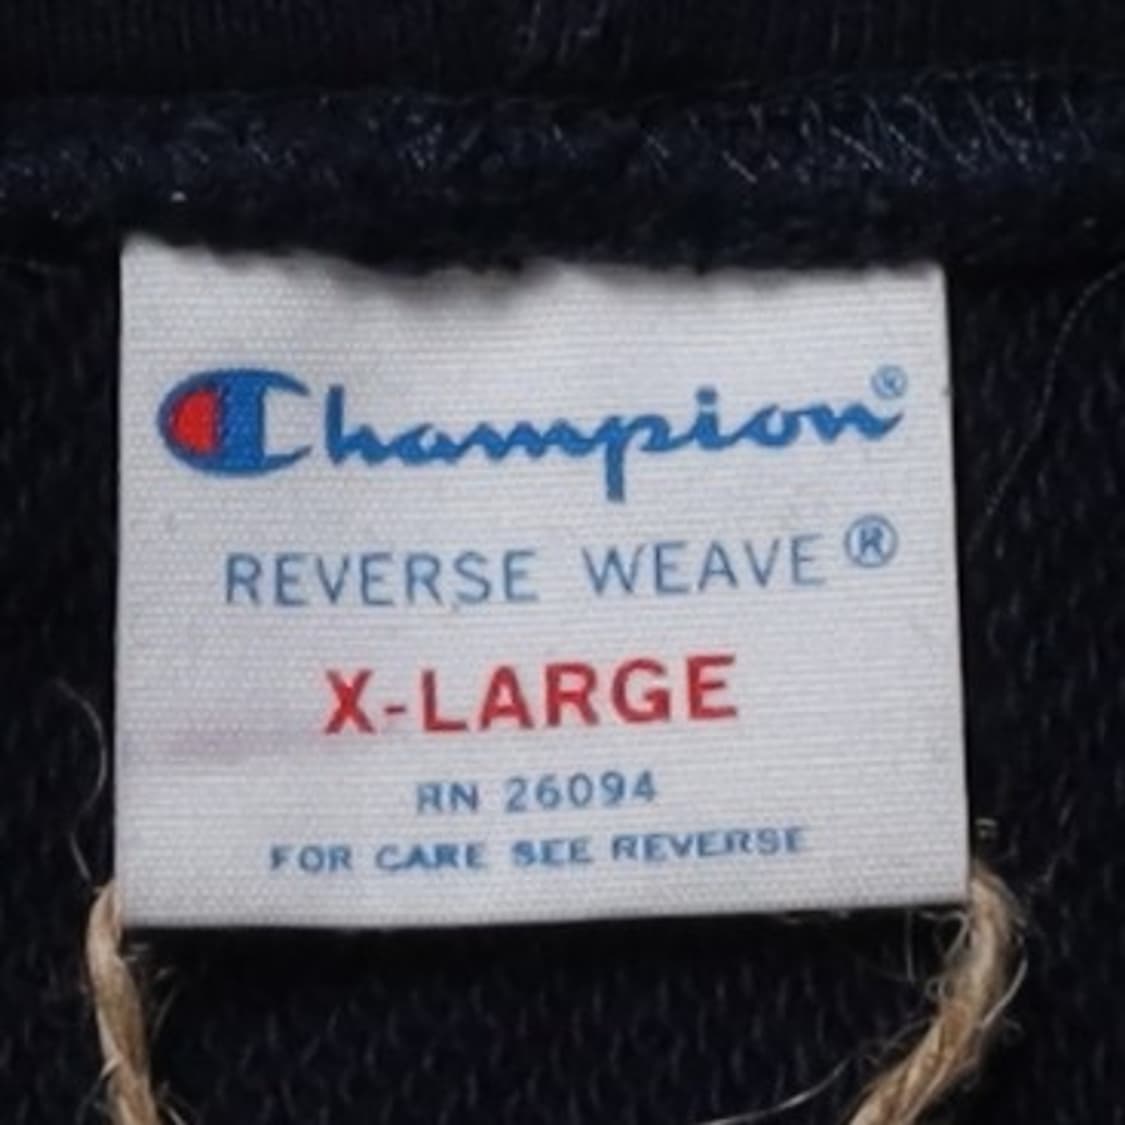 Champion®
REVERSE WEAVE®
X-LARGE
RN 26094
FOR CARE SEE REVERSE